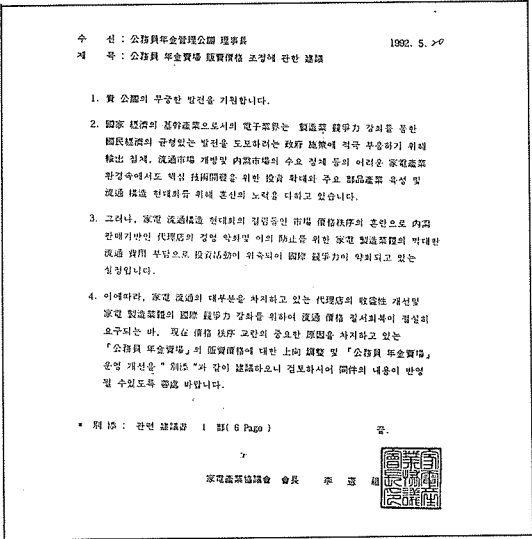 수 신 : 公務員年金管理公團 理事長 1992. 5. 20
제 목 : 公務員 年金賣場 販賣價格 조정에 관한 建議
1. 貴 公團의 무궁한 발전을 기원합니다.
2. 國家 經濟의 基幹產業으로서의 電子業界는 製造業 競爭力 강화를 통한
國民經濟의 균형있는 발전을 도모하려는 政府 施策에 적극 부응하기 위해
輸出 침체, 流通市場 개방및 內需市場의 수요 정체 등의 어려운 家電產業
환경속에서도 핵심 技術開發을 위한 投資 확대와 주요 部品產業 육성 및
流通 構造 현대화를 위해 혼신의 노력을 다하고 있습니다.
3. 그러나, 家電 流通構造 현대화의 걸림돌인 市場 價格秩序의 혼란으로 內需
판매기반인 代理店의 경영 악화및 이의 防止를 위한 家電 製造業體의 막대한
流通 費用 부담으로 投資活動이 위축되어 國際 競爭力이 약화되고 있는
실정입니다.
4. 이에따라, 家電 流通의 대부분을 차지하고 있는 代理店의 收益性 개선및
家電 製造業體의 國際 競爭力 강화를 위하여 流通 價格 질서회복이 절실히
요구되는 바, 現在 價格 秩序 교란의 중요한 원인을 차지하고 있는
「公務員 年金賣場」의 販賣價格에 대한 上向 調整 및 「公務員 年金賣場」
운영 개선을 " 別添 "과 같이 建議하오니 검토하시어 同件의 내용이 반영
될 수있도록 善處 바랍니다.
* 別 添 : 관련 建議書 1 部( 6 Page ) 끝.
家電產業協議會 會長 李
家電產
業協議
會長印